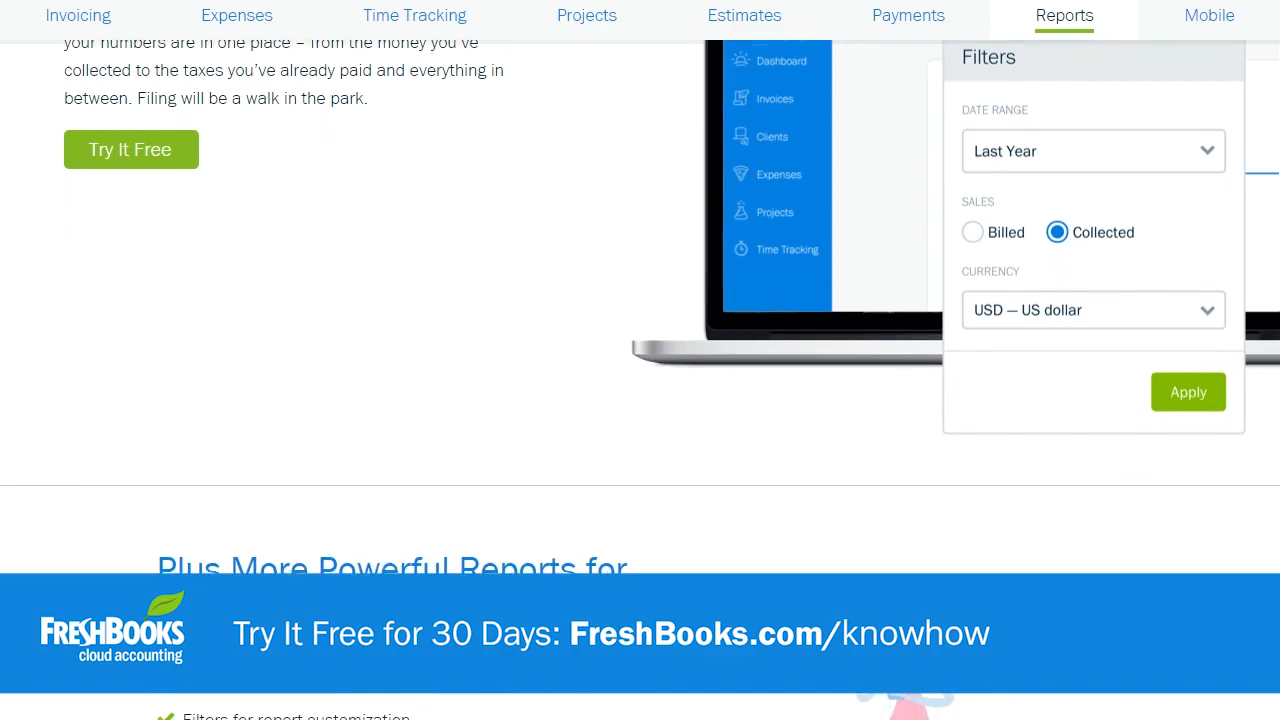 Invoicing Expenses Time Tracking Projects Estimates Payments Reports Mobile
your numbers are in one place – from the money you've
collected to the taxes you've already paid and everything in
between. Filing will be a walk in the park.
Try It Free
Dashboard
Invoices
Clients
Expenses
Projects
Time Tracking
Filters
DATE RANGE
Last Year
SALES
Billed Collected
CURRENCY
USD — US dollar
Apply
Plus More Powerful Reports for
FRESHBOOKS
cloud accounting
Try It Free for 30 Days: FreshBooks.com/knowhow
Filters for report customization